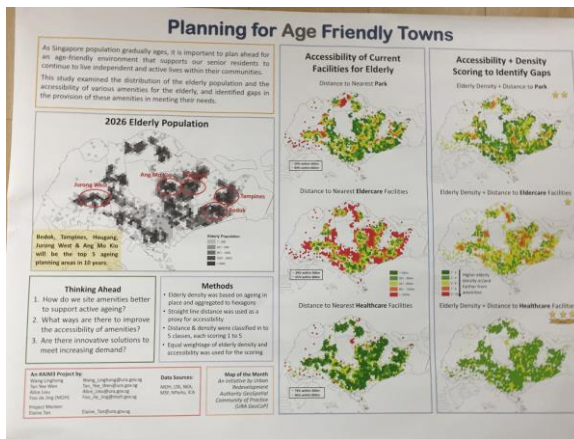 Planning for Age Friendly Towns
As Singapore population gradually ages, it is important to plan ahead for
an age-friendly environment that supports our senior residents to
continue to live independent and active lives within their communities.
This study examined the distribution of the elderly population and the
accessibility of various amenities for the elderly, and identified gaps
in the provision of these amenities in meeting their needs.
2026 Elderly Population
Jurong West
Ang Mo Kio
Tampines
Bedok
Bedok, Tampines, Hougang,
Jurong West & Ang Mo Kio
will be the top 5 ageing
planning areas in 10 years.
Elderly Population
Thinking Ahead
1. How do we site amenities better
to support active ageing?
2. What ways are there to improve
the accessibility of amenities?
3. Are there innovative solutions to
meet increasing demand?
Methods
• Elderly density was based on ageing in place
and aggregated to hexagons
• Straight line distance was used as a
proxy for accessibility
• Distance & density were classified in to
5 classes, each scoring 1 to 5
• Equal weightage of elderly density and
accessibility was used for the scoring
Project by
Data Sources:
Map of the Month
An initiative by Urban
Redevelopment
Authority GeoSpatial
Community of Practice
(URA GeoCoP)
Accessibility of Current
Facilities for Elderly
Distance to Nearest Park
Distance to Nearest Eldercare Facilities
Distance to Nearest Healthcare Facilities
Accessibility + Density
Scoring to Identify Gaps
Elderly Density + Distance to Park
Elderly Density + Distance to Eldercare Facilities
Higher elderly
density and/or
further from
amenities
Elderly Density + Distance to Healthcare Facilities